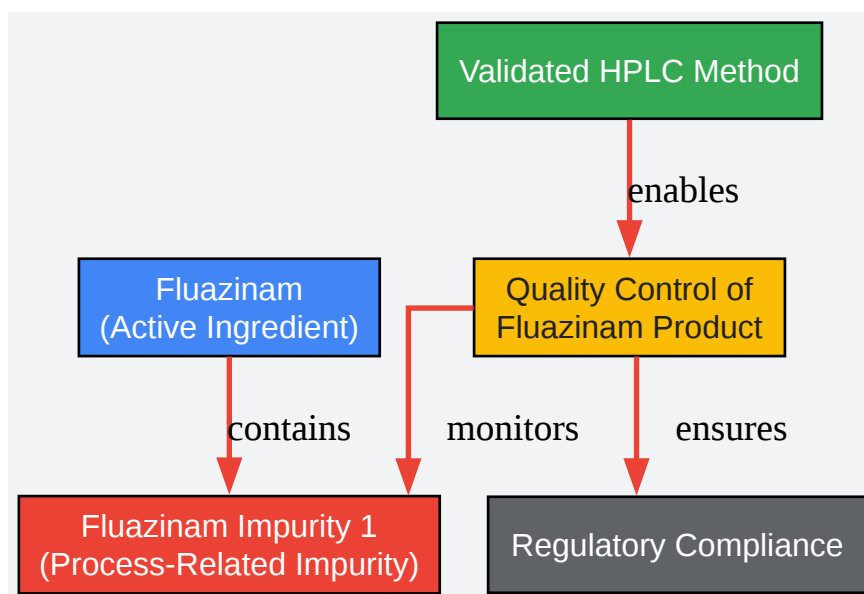 Validated HPLC Method
enables
Fluazinam
(Active Ingredient)
Quality Control of
Fluazinam Product
contains
monitors
ensures
Fluazinam Impurity 1
(Process-Related Impurity)
Regulatory Compliance